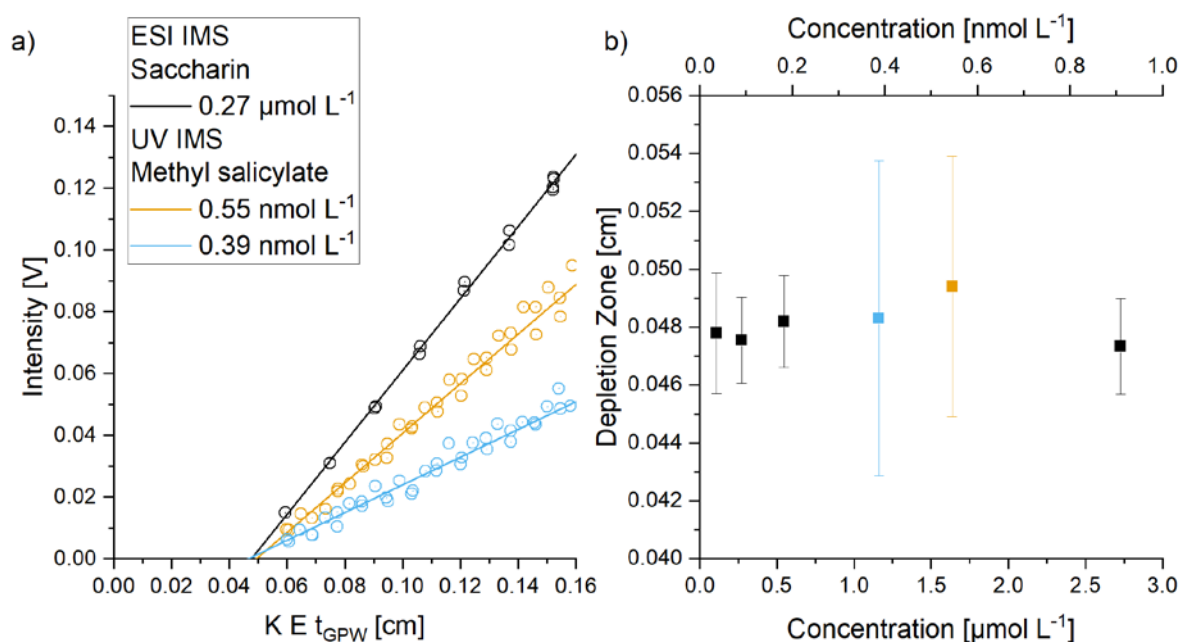 a)
ESI IMS
Saccharin
0.27 µmol L⁻¹
UV IMS
Methyl salicylate
0.55 nmol L⁻¹
0.39 nmol L⁻¹
Intensity [V]
0.14
0.12
0.10
0.08
0.06
0.04
0.02
0.00
0.00 0.02 0.04 0.06 0.08 0.10 0.12 0.14 0.16
K E t_GPW [cm]
b)
Concentration [nmol L⁻¹]
0.0 0.2 0.4 0.6 0.8 1.0
Depletion Zone [cm]
0.056
0.054
0.052
0.050
0.048
0.046
0.044
0.042
0.040
0.0 0.5 1.0 1.5 2.0 2.5 3.0
Concentration [µmol L⁻¹]